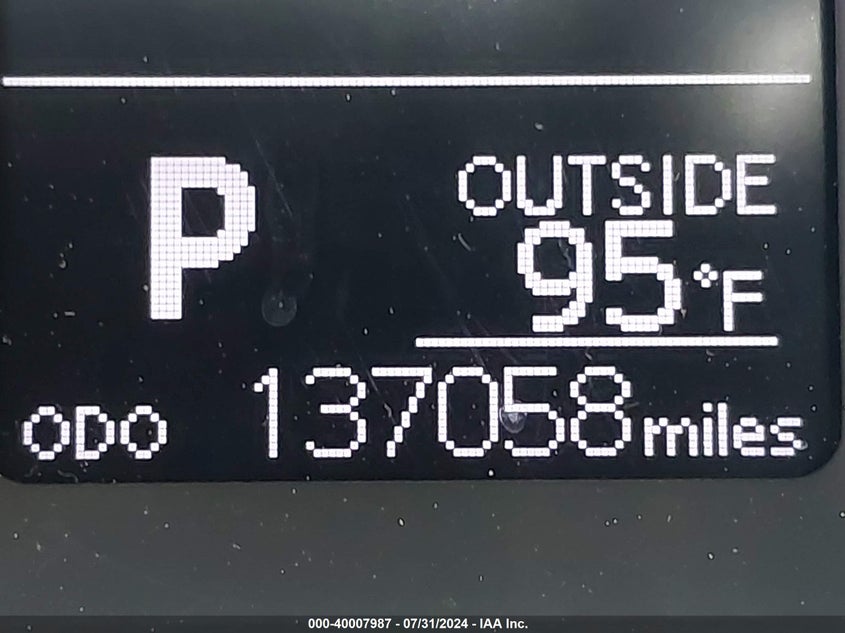 P
OUTSIDE
95°F
ODO 137058 miles
000-40007987 - 07/31/2024 - IAA Inc.